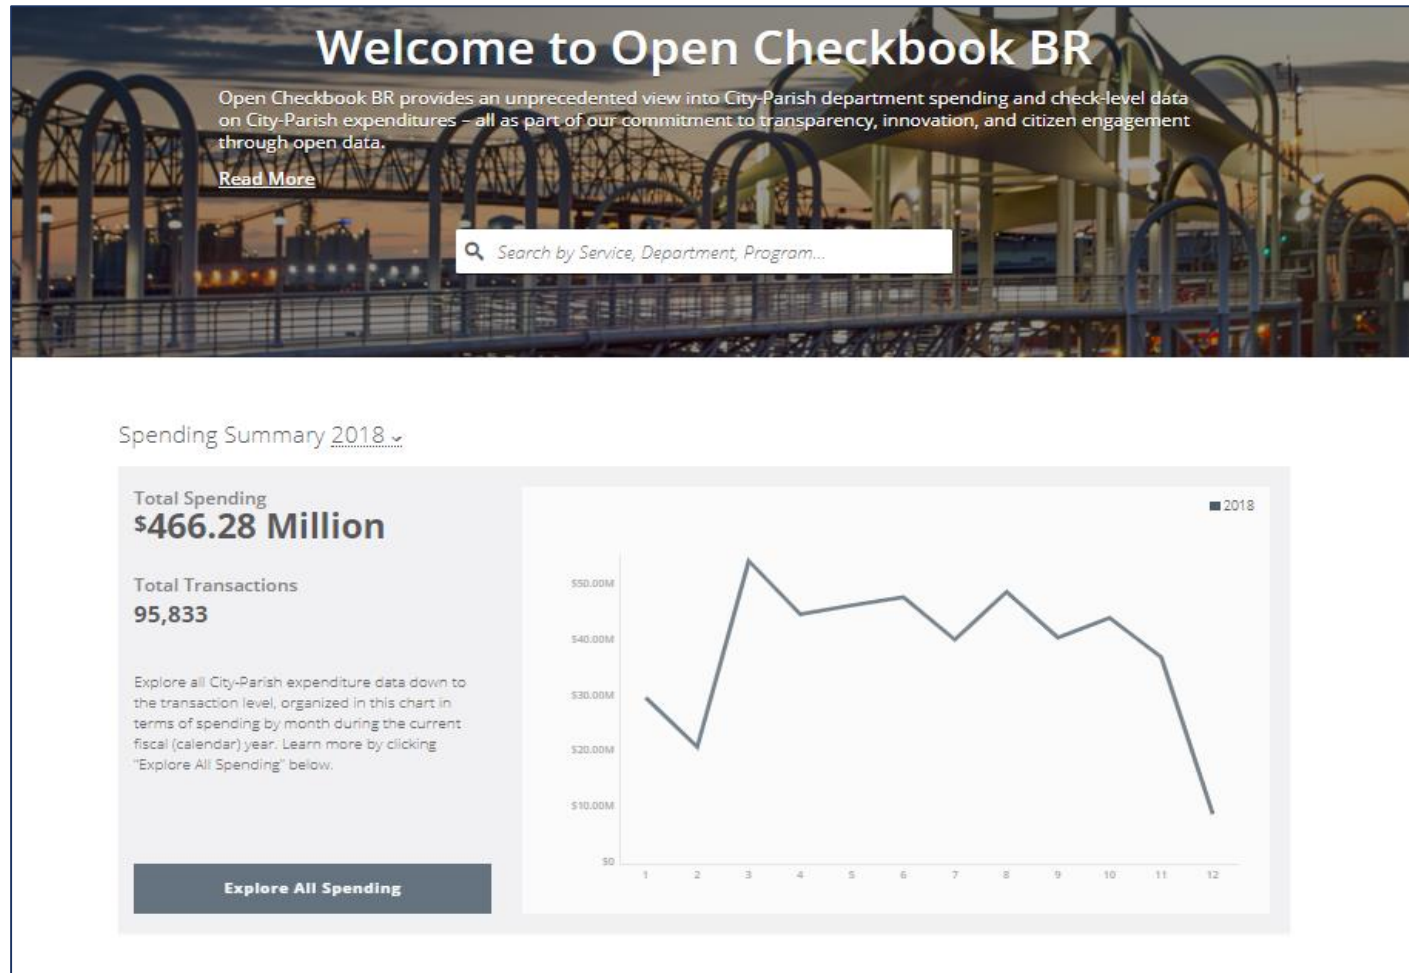 Welcome to Open Checkbook BR
Open Checkbook BR provides an unprecedented view into City-Parish department spending and check-level data
on City-Parish expenditures – all as part of our commitment to transparency, innovation, and citizen engagement
through open data.
Read More
Search by Service, Department, Program...
Spending Summary 2018
Total Spending
$466.28 Million
Total Transactions
95,833
Explore all City-Parish expenditure data down to
the transaction level, organized in this chart in
terms of spending by month during the current
fiscal (calendar) year. Learn more by clicking
"Explore All Spending" below.
Explore All Spending
2018
$50.00M
$40.00M
$30.00M
$20.00M
$10.00M
$0
1 2 3 4 5 6 7 8 9 10 11 12